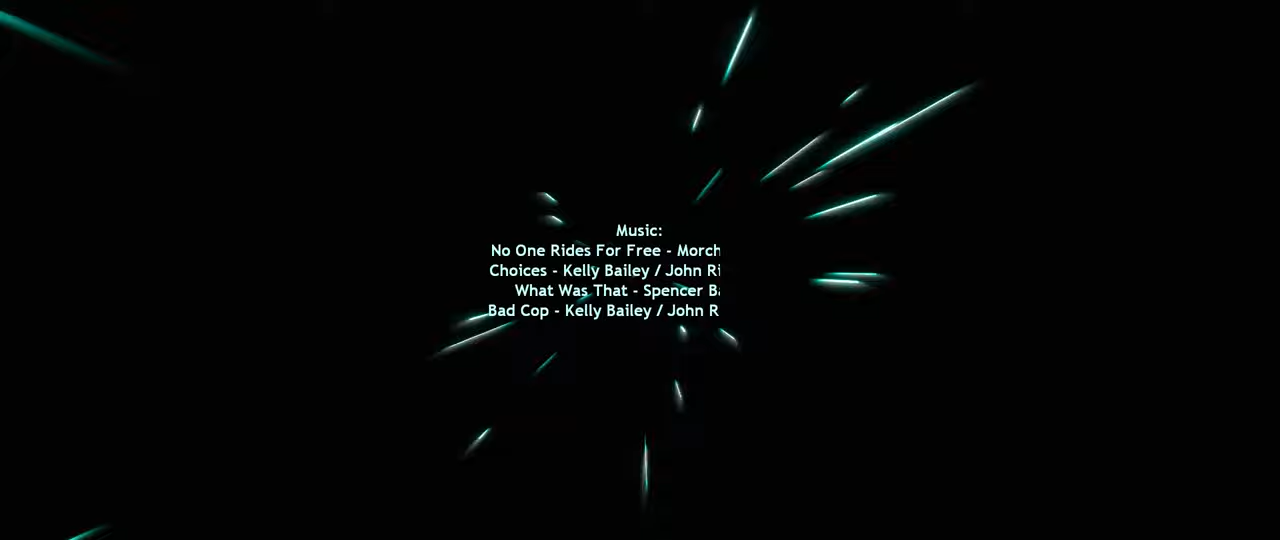 Music:
No One Rides For Free - Morch
Choices - Kelly Bailey / John Ri
What Was That - Spencer Ba
Bad Cop - Kelly Bailey / John R